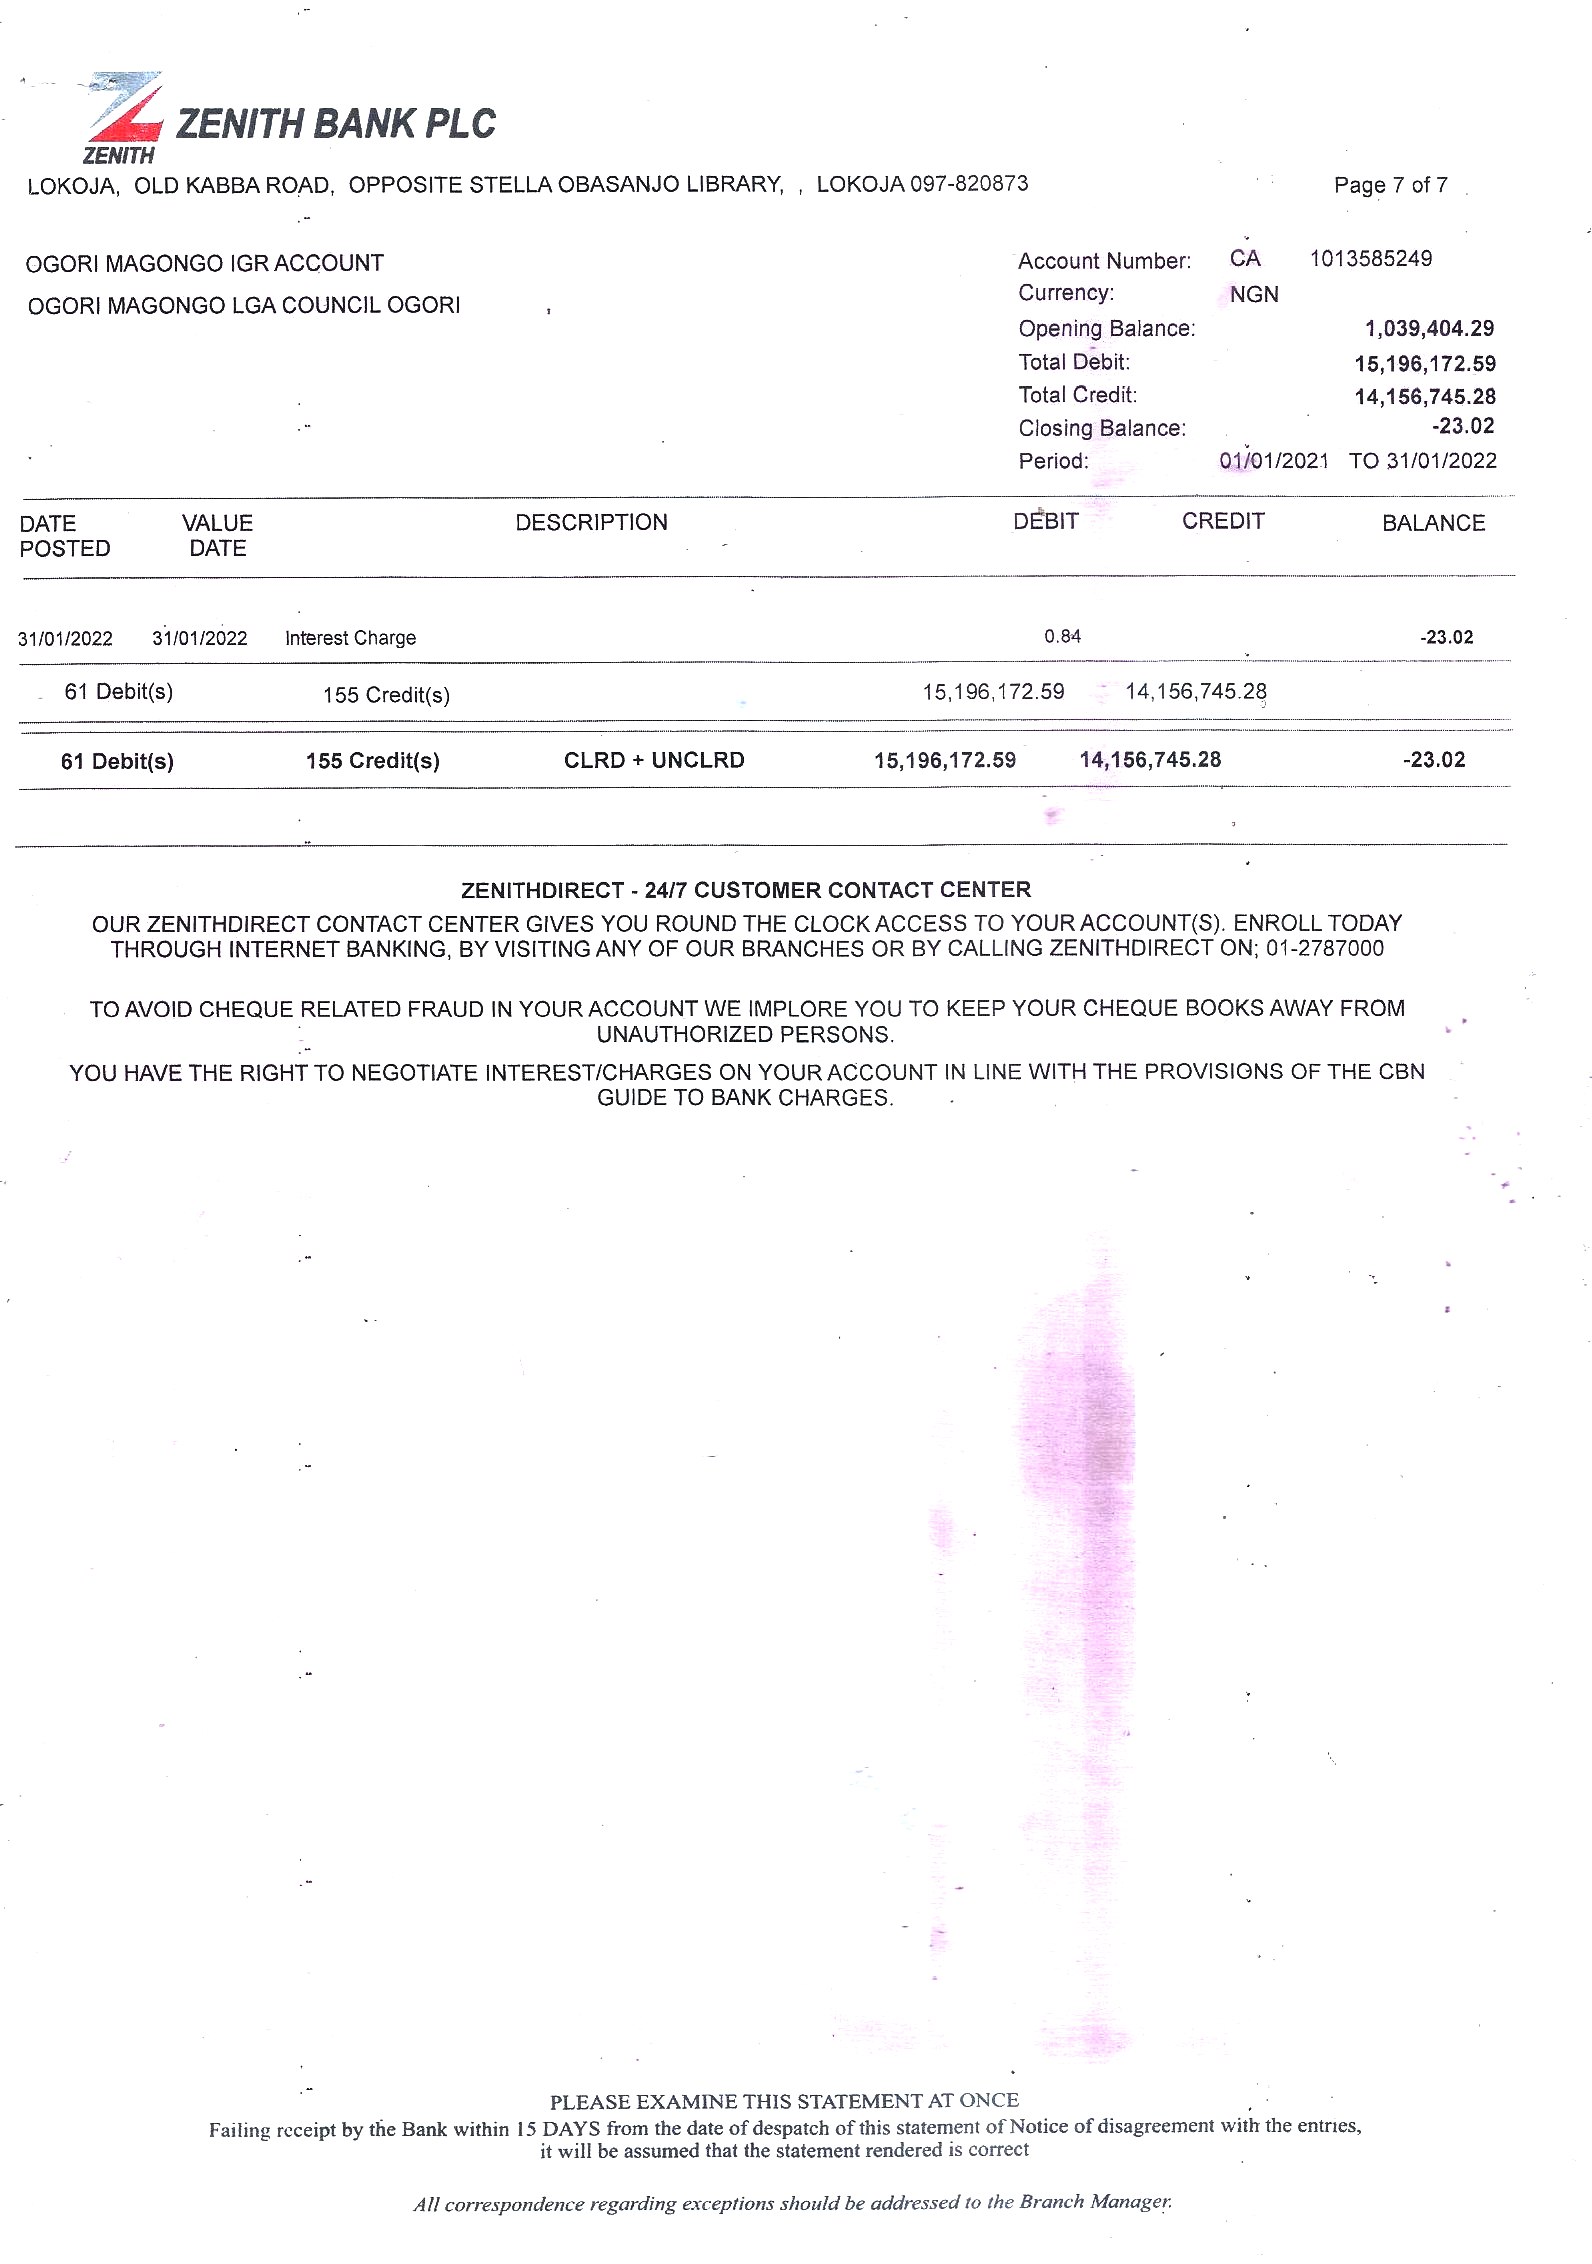 ZENITH BANK PLC
ZENITH
LOKOJA, OLD KABBA ROAD, OPPOSITE STELLA OBASANJO LIBRARY, , LOKOJA 097-820873 Page 7 of 7
OGORI MAGONGO IGR ACCOUNT
OGORI MAGONGO LGA COUNCIL OGORI
Account Number: CA 1013585249
Currency: NGN
Opening Balance: 1,039,404.29
Total Debit: 15,196,172.59
Total Credit: 14,156,745.28
Closing Balance: -23.02
Period: 01/01/2021 TO 31/01/2022
DATE POSTED VALUE DATE DESCRIPTION DEBIT CREDIT BALANCE
31/01/2022 31/01/2022 Interest Charge 0.84 -23.02
61 Debit(s) 155 Credit(s) 15,196,172.59 14,156,745.28
61 Debit(s) 155 Credit(s) CLRD + UNCLRD 15,196,172.59 14,156,745.28 -23.02
ZENITHDIRECT - 24/7 CUSTOMER CONTACT CENTER
OUR ZENITHDIRECT CONTACT CENTER GIVES YOU ROUND THE CLOCK ACCESS TO YOUR ACCOUNT(S). ENROLL TODAY
THROUGH INTERNET BANKING, BY VISITING ANY OF OUR BRANCHES OR BY CALLING ZENITHDIRECT ON; 01-2787000
TO AVOID CHEQUE RELATED FRAUD IN YOUR ACCOUNT WE IMPLORE YOU TO KEEP YOUR CHEQUE BOOKS AWAY FROM
UNAUTHORIZED PERSONS.
YOU HAVE THE RIGHT TO NEGOTIATE INTEREST/CHARGES ON YOUR ACCOUNT IN LINE WITH THE PROVISIONS OF THE CBN
GUIDE TO BANK CHARGES.
PLEASE EXAMINE THIS STATEMENT AT ONCE
Failing receipt by the Bank within 15 DAYS from the date of despatch of this statement of Notice of disagreement with the entries,
it will be assumed that the statement rendered is correct
All correspondence regarding exceptions should be addressed to the Branch Manager.